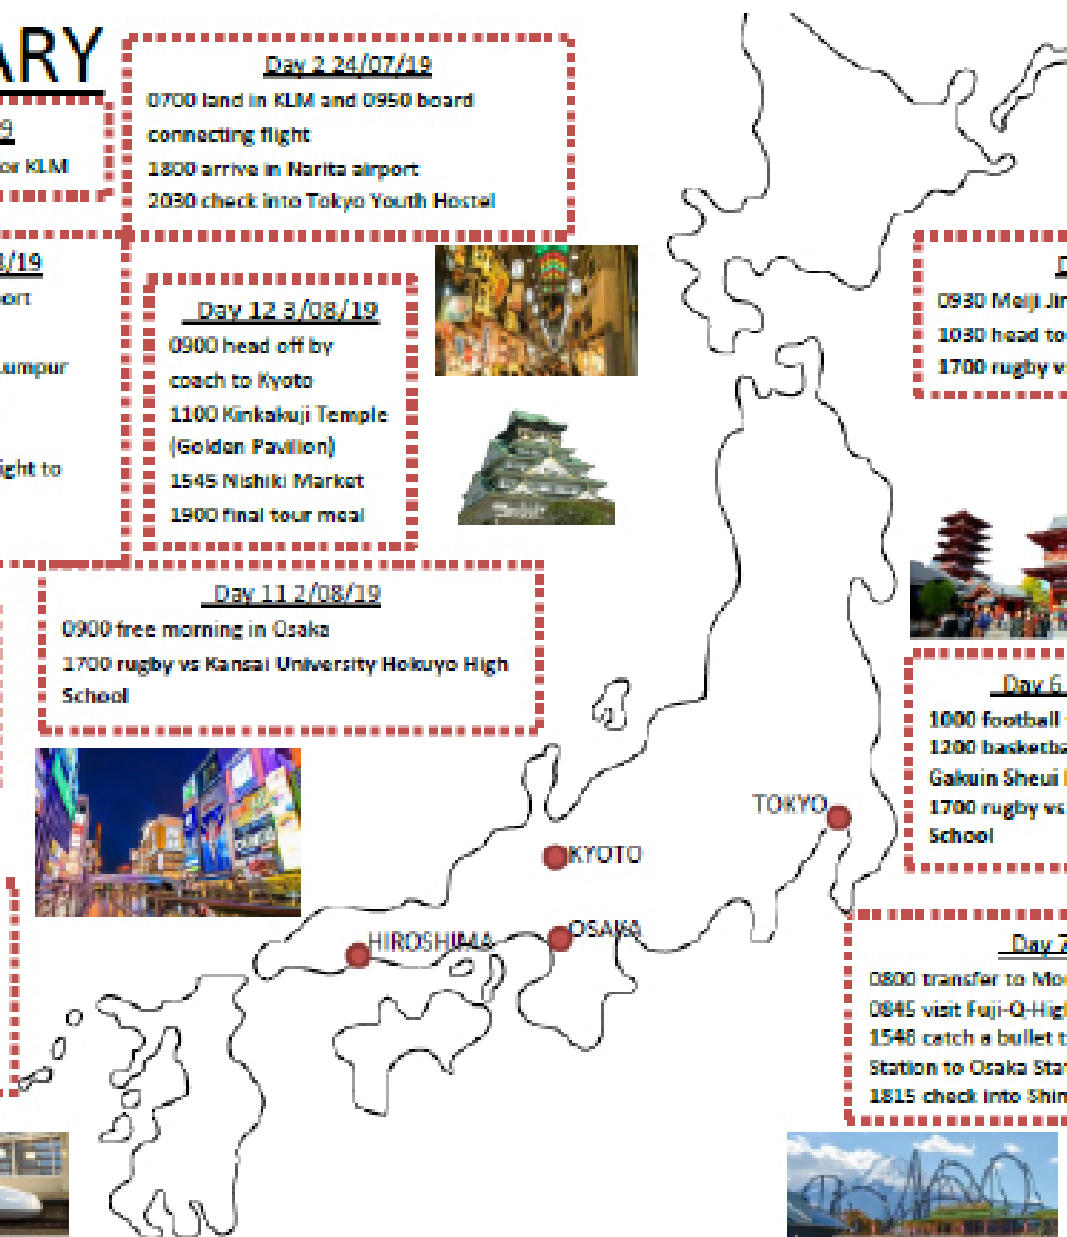 ARY
Day 2 24/07/19
0700 land in KLM and 0950 board
connecting flight
1800 arrive in Narita airport
2030 check into Tokyo Youth Hostel
9
or KLM
/19
ort
umpur
ight to
Day 12 3/08/19
0900 head off by
coach to Kyoto
1100 Kinkakuji Temple
(Golden Pavilion)
1545 Nishiki Market
1900 final tour meal
Day 11 2/08/19
0900 free morning in Osaka
1700 rugby vs Kansai University Hokuyo High
School
0930 Meiji Jin
1030 head to
1700 rugby vs
Day 6
1000 football
1200 basketba
Gakuin Sheui
1700 rugby vs.
School
Day 7
0800 transfer to Mo
0845 visit Fuji-Q-High
1548 catch a bullet t
Station to Osaka Stat
1815 check into Shin
TOKYO
KYOTO
OSAKA
HIROSHIMA